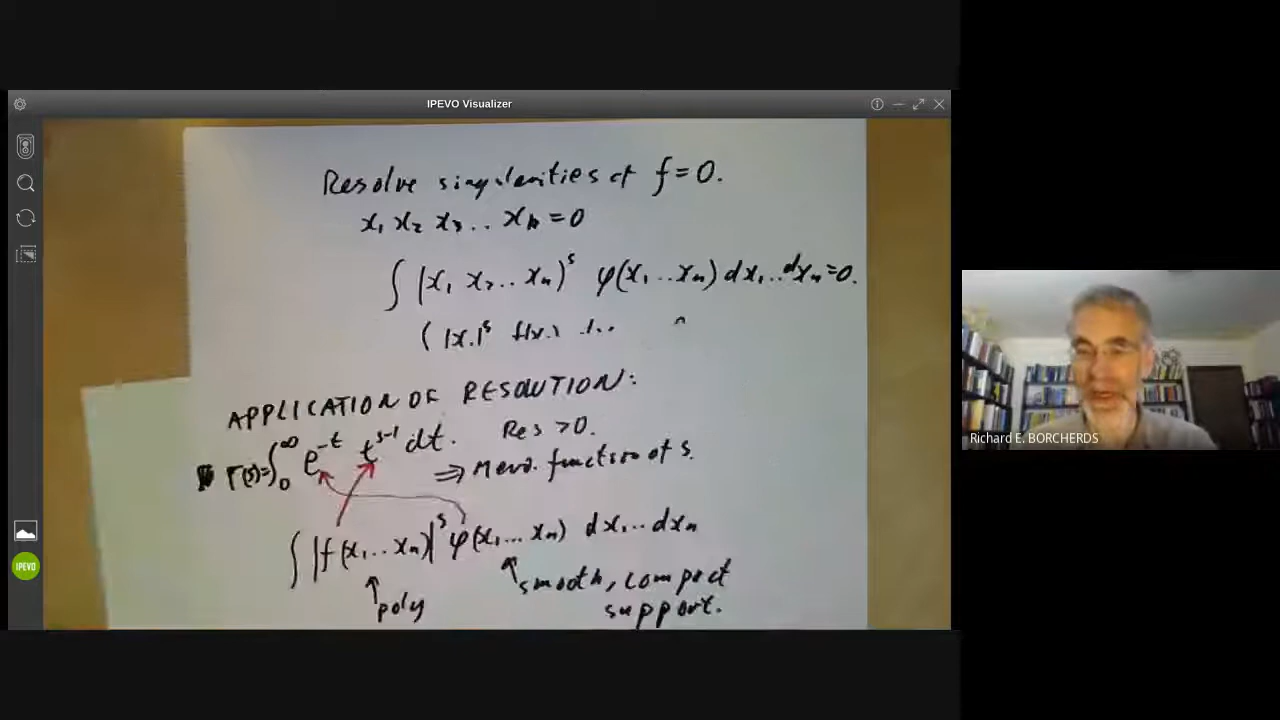 IPEVO Visualizer
Resolve singularities of f=0.
x₁ x₂ x₃ .. xₙ =0
∫ |x₁ x₂ .. xₙ)ˢ φ(x₁ .. xₙ) dx₁ ... dxₙ =0.
( |x₁|ˢ
APPLICATION OF RESOLUTION:
Γ(s)=∫₀^∞ e^{-t} t^{s-1} dt. Re s >0.
⇒ Mero. function of s.
∫ |f(x₁ .. xₙ)|ˢ φ(x₁ ... xₙ) dx₁ ... dxₙ
↑ poly
↑ smooth, compact
support.
IPEVO
Richard E. BORCHERDS